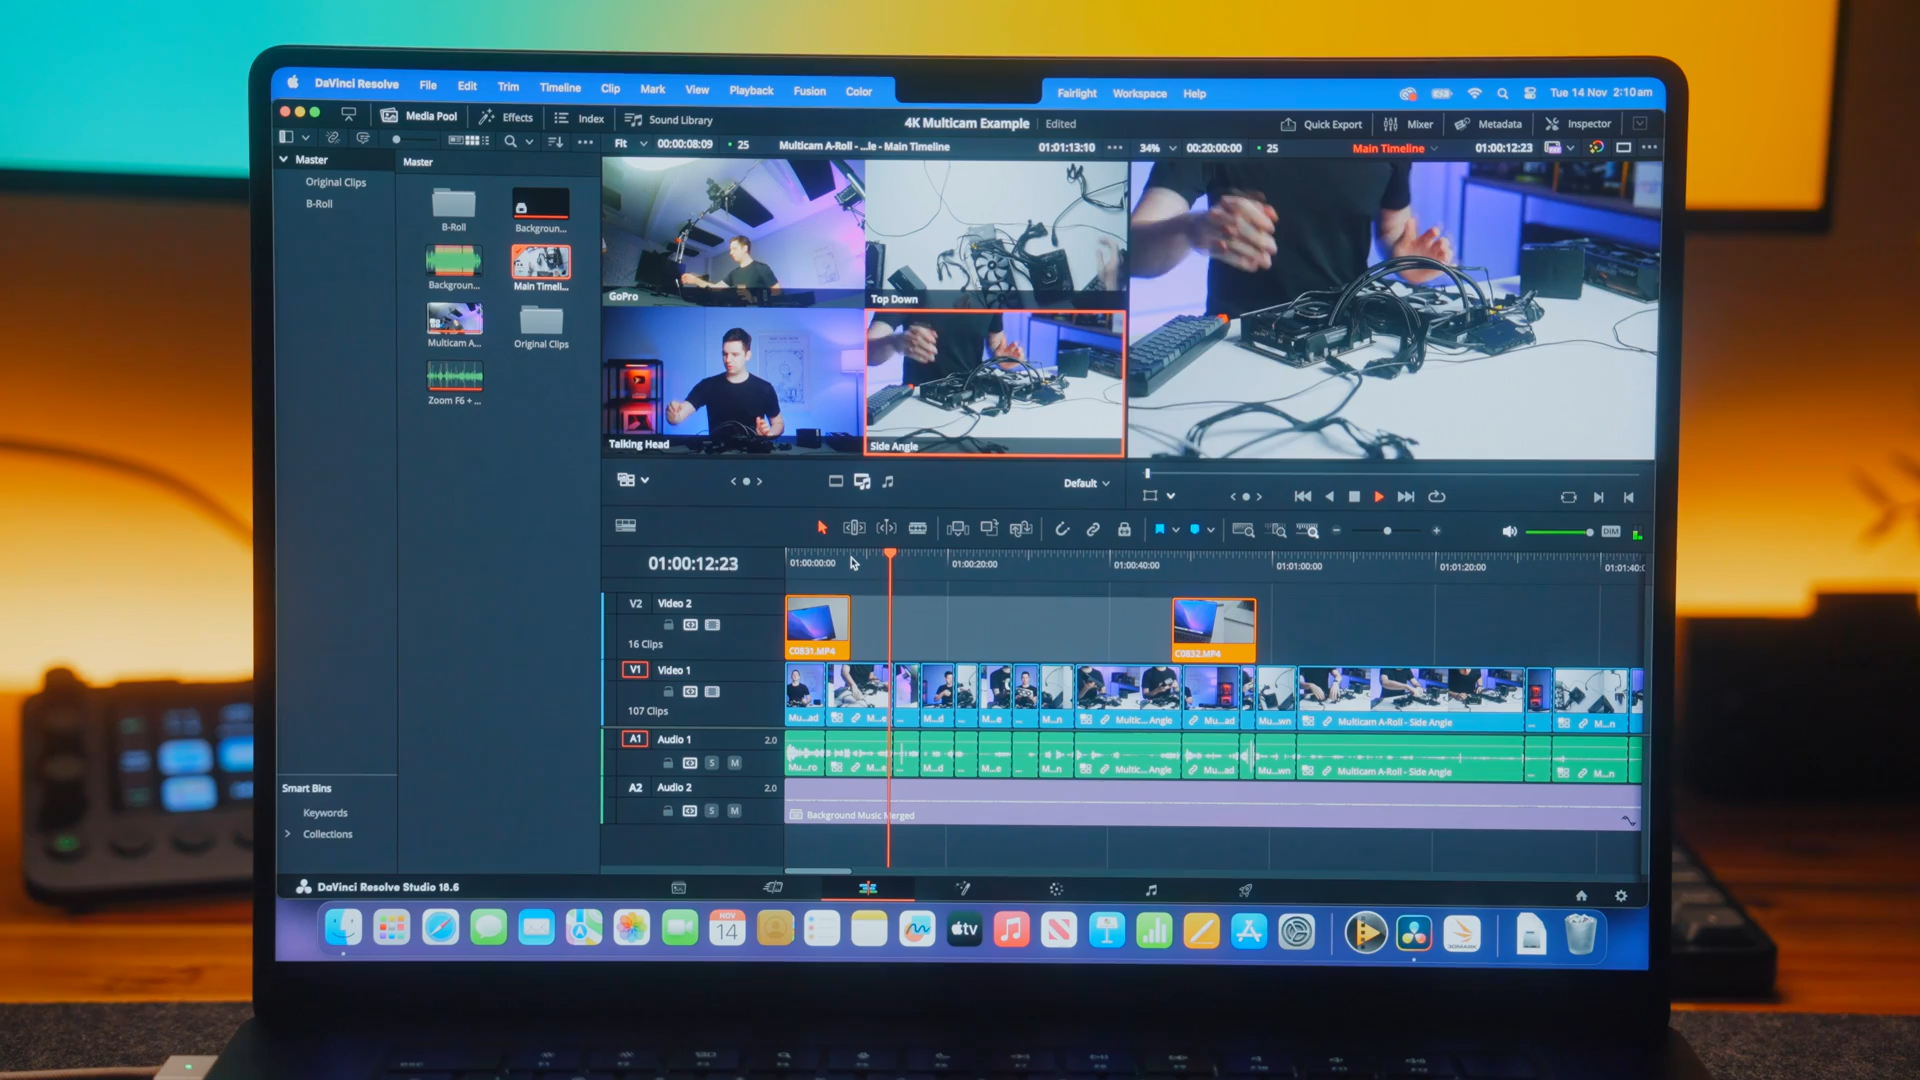 DaVinci Resolve File Edit Trim Timeline Clip Mark View Playback Fusion Color Fairlight Workspace Help Tue 14 Nov 2:10am
Media Pool Effects Index Sound Library 4K Multicam Example Edited Quick Export Mixer Metadata Inspector
Fit 00:00:08:09 25 Multicam A-Roll - ...le - Main Timeline 01:01:13:10 34% 00:20:00:00 25 Main Timeline 01:00:12:23
Master
Original Clips
B-Roll
Master
B-Roll
Backgroun...
Backgroun...
Main Timeli...
Multicam A...
Original Clips
Zoom F6 + ...
GoPro
Top Down
Talking Head
Side Angle
Default
DIM
01:00:12:23
01:00:00:00 01:00:20:00 01:00:40:00 01:01:00:00 01:01:20:00 01:01:40:0
V2 Video 2
16 Clips
C0831.MP4
C0832.MP4
V1 Video 1
107 Clips
Mu...ad M...e ... M...d ... M...e ... M...n Multic... Angle Mu...ad Mu...wn Multicam A-Roll - Side Angle ... M...n
A1 Audio 1 2.0
S M
Mu...ro M...e ... M...d ... M...e ... M...n Multic... Angle Mu...ad Mu...wn Multicam A-Roll - Side Angle ... M...n
A2 Audio 2 2.0
S M
Background Music Merged
Smart Bins
Keywords
Collections
DaVinci Resolve Studio 18.6
NOV
14
tv
3DMARK